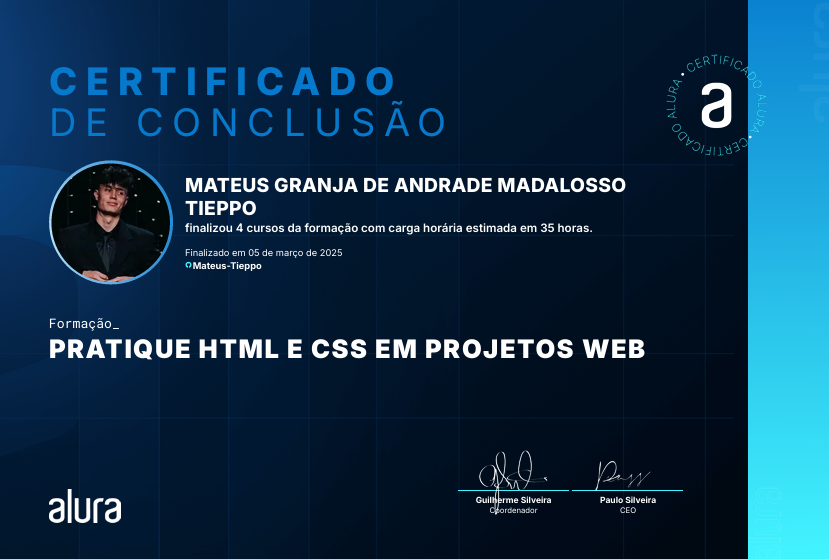 CERTIFICADO
DE CONCLUSÃO
CERTIFICADO ALURA • CERTIFICADO ALURA •
a
MATEUS GRANJA DE ANDRADE MADALOSSO
TIEPPO
finalizou 4 cursos da formação com carga horária estimada em 35 horas.
Finalizado em 05 de março de 2025
Mateus-Tieppo
Formação_
PRATIQUE HTML E CSS EM PROJETOS WEB
alura
Guilherme Silveira
Coordenador
Paulo Silveira
CEO